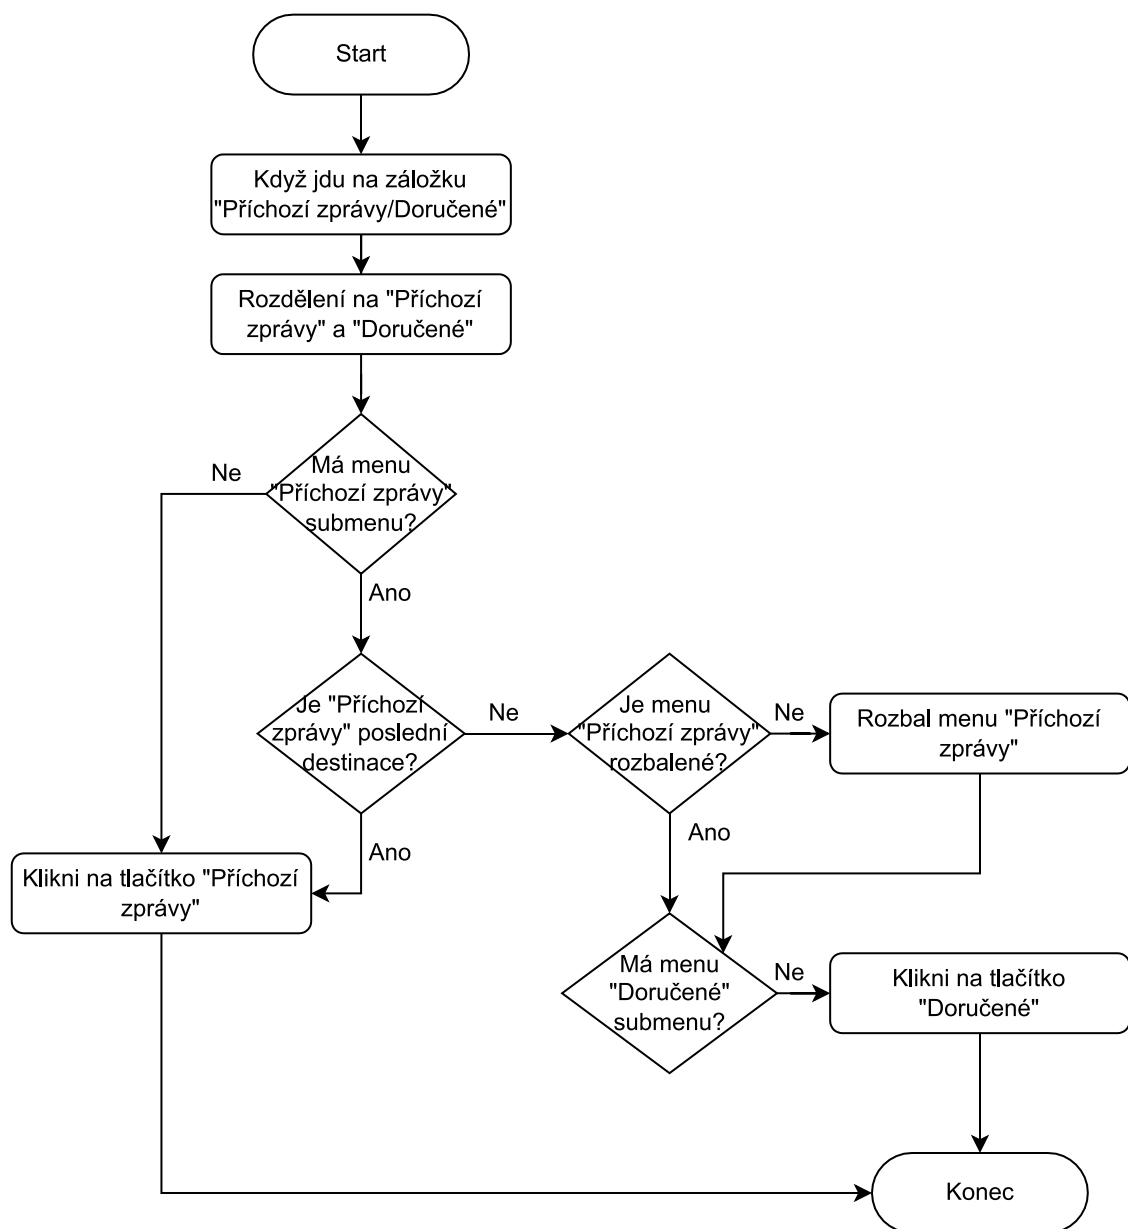 Start
Když jdu na záložku
"Příchozí zprávy/Doručené"
Rozdělení na "Příchozí
zprávy" a "Doručené"
Ne
Má menu
"Příchozí zprávy"
submenu?
Ano
Je "Příchozí
zprávy" poslední
destinace?
Ne
Je menu
"Příchozí zprávy"
rozbalené?
Ne
Rozbal menu "Příchozí
zprávy"
Ano
Ano
Klikni na tlačítko "Příchozí
zprávy"
Má menu
"Doručené"
submenu?
Ne
Klikni na tlačítko
"Doručené"
Konec